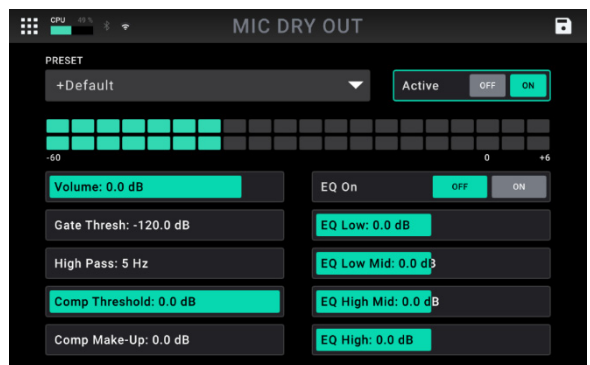 CPU 49 %
MIC DRY OUT
PRESET
+Default
Active OFF ON
-60 0 +6
Volume: 0.0 dB
EQ On OFF ON
Gate Thresh: -120.0 dB
EQ Low: 0.0 dB
High Pass: 5 Hz
EQ Low Mid: 0.0 dB
Comp Threshold: 0.0 dB
EQ High Mid: 0.0 dB
Comp Make-Up: 0.0 dB
EQ High: 0.0 dB